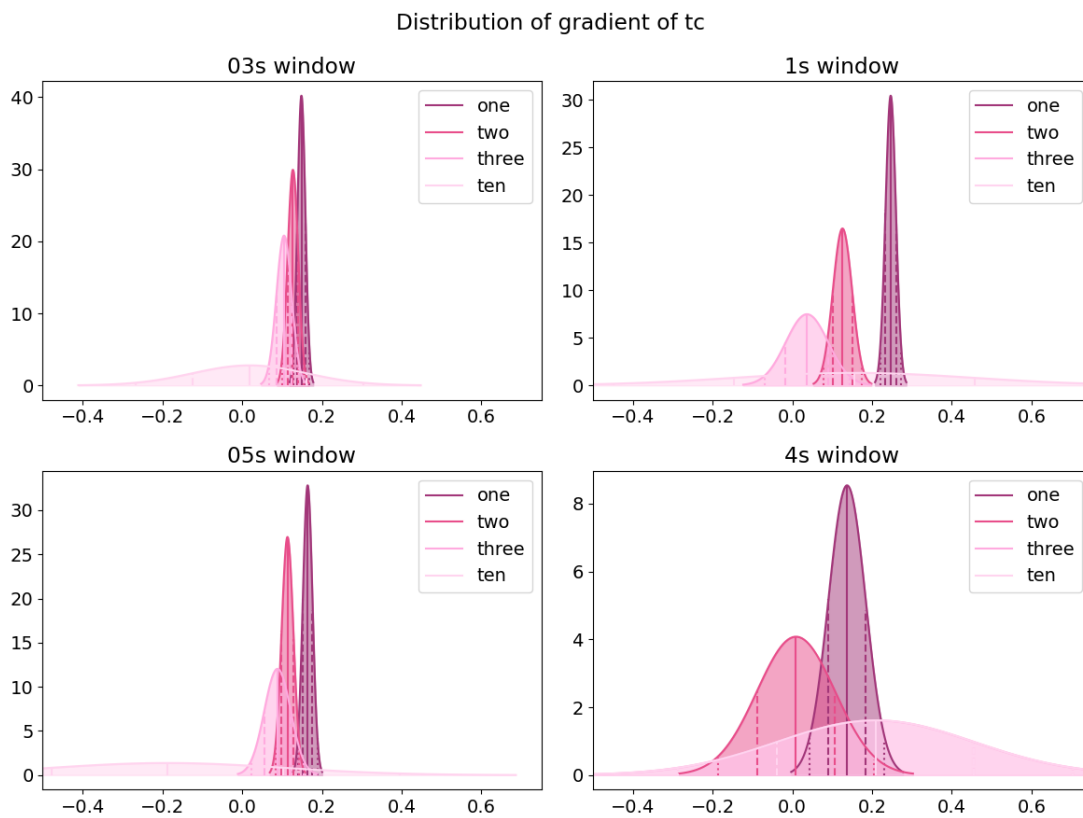 Distribution of gradient of tc
03s window
40
30
20
10
0
−0.4 −0.2 0.0 0.2 0.4 0.6
one
two
three
ten
1s window
30
25
20
15
10
5
0
−0.4 −0.2 0.0 0.2 0.4 0.6
one
two
three
ten
05s window
30
25
20
15
10
5
0
−0.4 −0.2 0.0 0.2 0.4 0.6
one
two
three
ten
4s window
8
6
4
2
0
−0.4 −0.2 0.0 0.2 0.4 0.6
one
two
three
ten